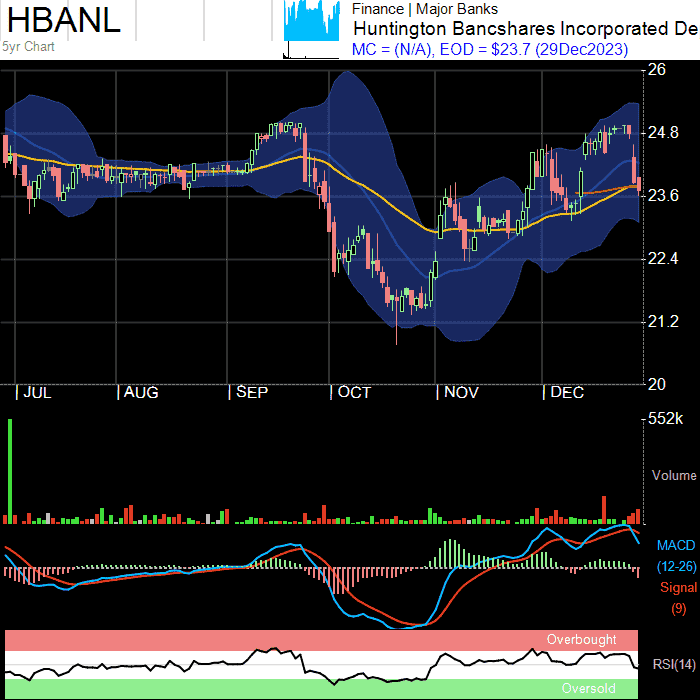 HBANL
5yr Chart
Finance | Major Banks
Huntington Bancshares Incorporated De
MC = (N/A), EOD = $23.7 (29Dec2023)
26
24.8
23.6
22.4
21.2
20
JUL AUG SEP OCT NOV DEC
552k
Volume
MACD
(12-26)
Signal
(9)
Overbought
RSI(14)
Oversold